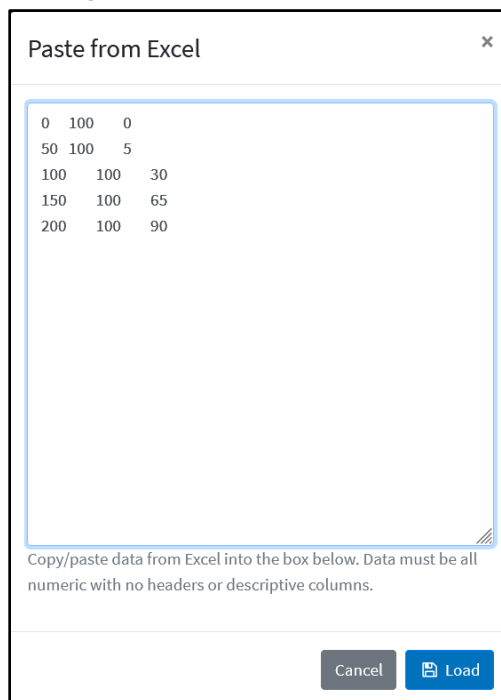 Paste from Excel ×
0 100 0
50 100 5
100 100 30
150 100 65
200 100 90
Copy/paste data from Excel into the box below. Data must be all
numeric with no headers or descriptive columns.
Cancel Load